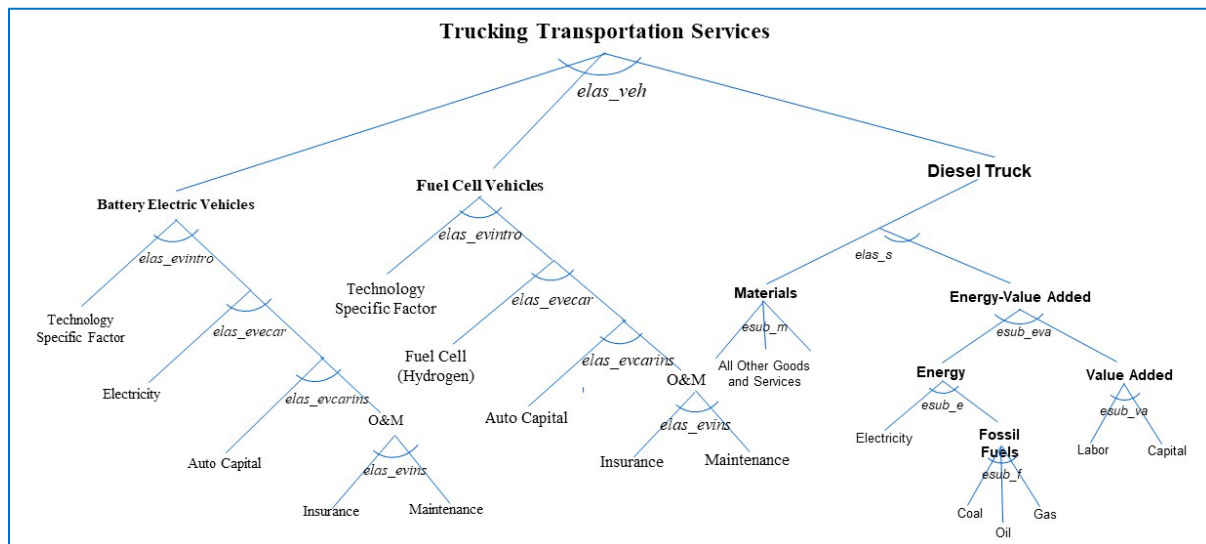 Trucking Transportation Services
elas_veh
Battery Electric Vehicles
elas_evintro
Technology
Specific Factor
elas_evecar
Electricity
elas_evcarins
Auto Capital
O&M
elas_evins
Insurance
Maintenance
Fuel Cell Vehicles
elas_evintro
Technology
Specific Factor
elas_evecar
Fuel Cell
(Hydrogen)
elas_evcarins
Auto Capital
O&M
elas_evins
Insurance
Maintenance
Diesel Truck
elas_s
Materials
esub_m
All Other Goods
and Services
Energy-Value Added
esub_eva
Energy
esub_e
Electricity
Fossil
Fuels
esub_f
Coal
Oil
Gas
Value Added
esub_va
Labor
Capital